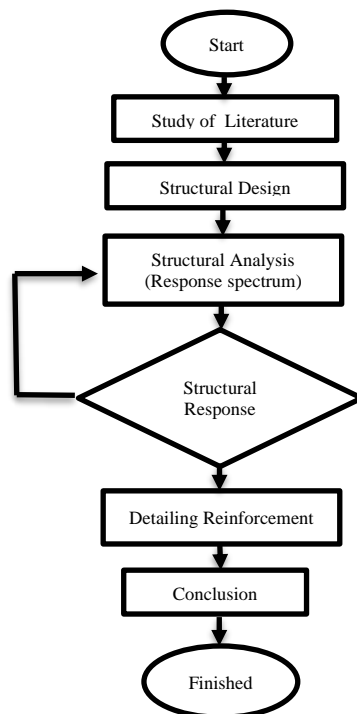 Start
Study of Literature
Structural Design
Structural Analysis
(Response spectrum)
Structural
Response
Detailing Reinforcement
Conclusion
Finished